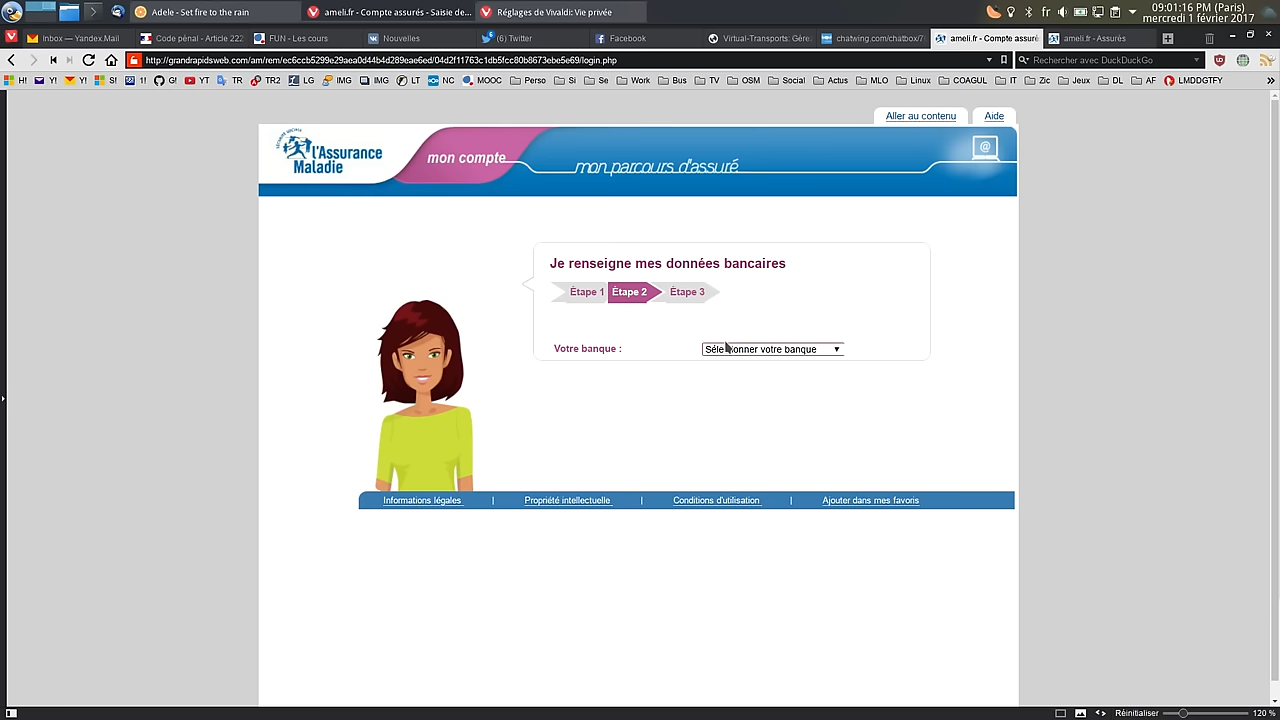 09:01:16 PM (Paris)
mercredi 1 février 2017
Adele - Set fire to the rain
ameli.fr - Compte assurés - Saisie de...
Réglages de Vivaldi: Vie privée
fr
Inbox — Yandex.Mail
Code pénal - Article 222
FUN - Les cours
Nouvelles
(6) Twitter
Facebook
Virtual-Transports: Gére
chatwing.com/chatbox/7
ameli.fr - Compte assuré
ameli.fr - Assurés
http://grandrapidsweb.com/am/rem/ec6ccb5299e29aea0d44b4d289eae6ed/04d2f11763c1db5fcc80b8673ebe5e69/login.php
Rechercher avec DuckDuckGo
H! Y! Y! S! 1! G! YT TR TR2 LG IMG IMG LT NC MOOC Perso SI Se Work Bus TV OSM Social Actus MLM Linux COAGUL IT Zic Jeux DL AF LMDDGTFY
Aller au contenu
Aide
l'Assurance
Maladie
mon compte
mon parcours d'assuré
@
Je renseigne mes données bancaires
Étape 1
Étape 2
Étape 3
Votre banque :
Séle ionner votre banque
Informations légales | Propriété intellectuelle | Conditions d'utilisation | Ajouter dans mes favoris
Réinitialiser
120 %